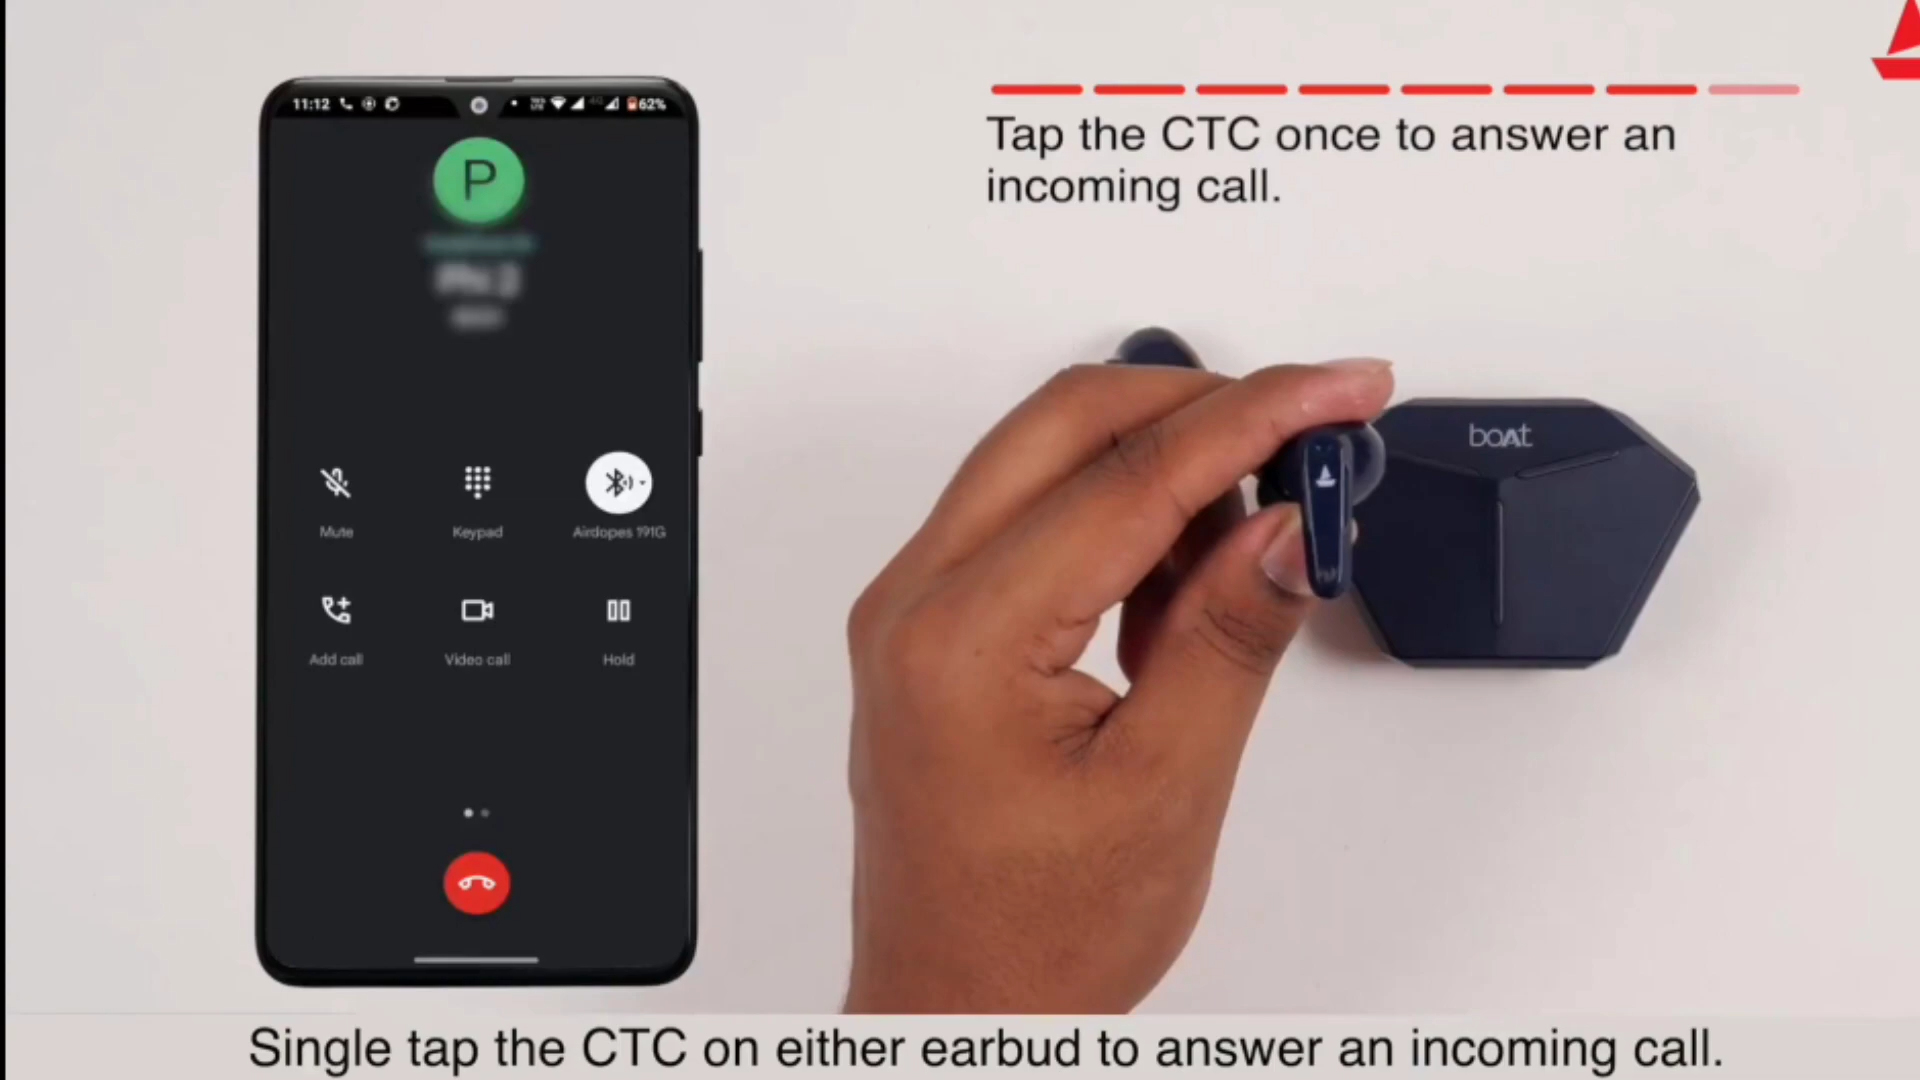 11:12
62%
P
Mute
Keypad
Airdopes 191G
Add call
Video call
Hold
Tap the CTC once to answer an
incoming call.
boAt
Single tap the CTC on either earbud to answer an incoming call.